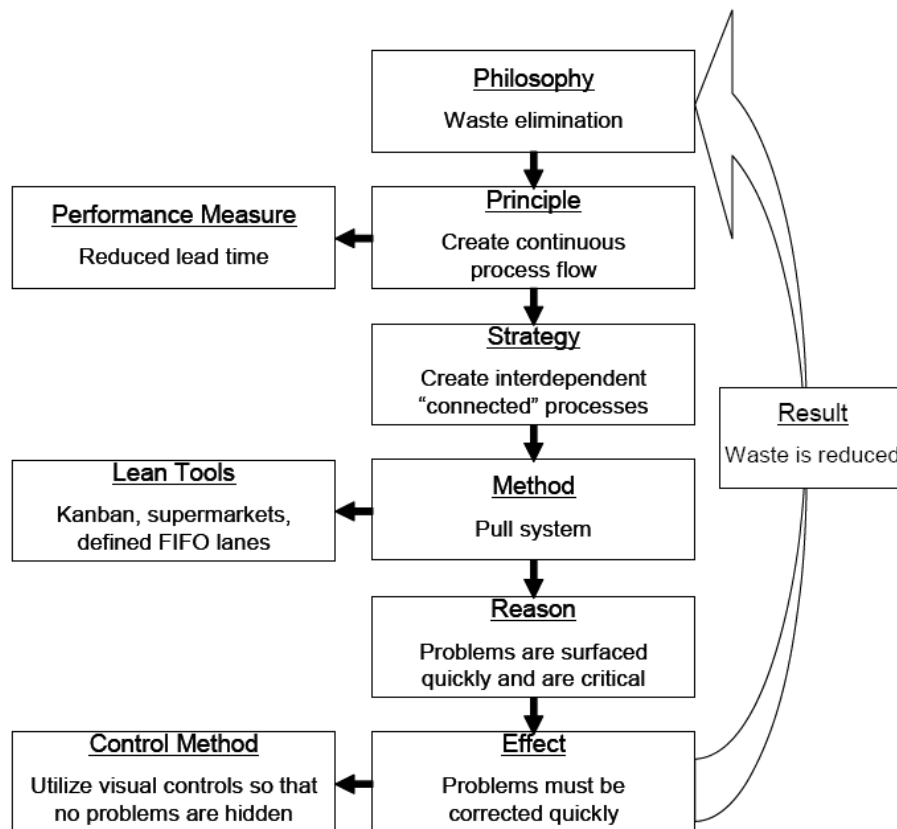 Philosophy
Waste elimination
Performance Measure
Reduced lead time
Principle
Create continuous
process flow
Strategy
Create interdependent
“connected” processes
Result
Waste is reduced
Lean Tools
Kanban, supermarkets,
defined FIFO lanes
Method
Pull system
Reason
Problems are surfaced
quickly and are critical
Control Method
Utilize visual controls so that
no problems are hidden
Effect
Problems must be
corrected quickly